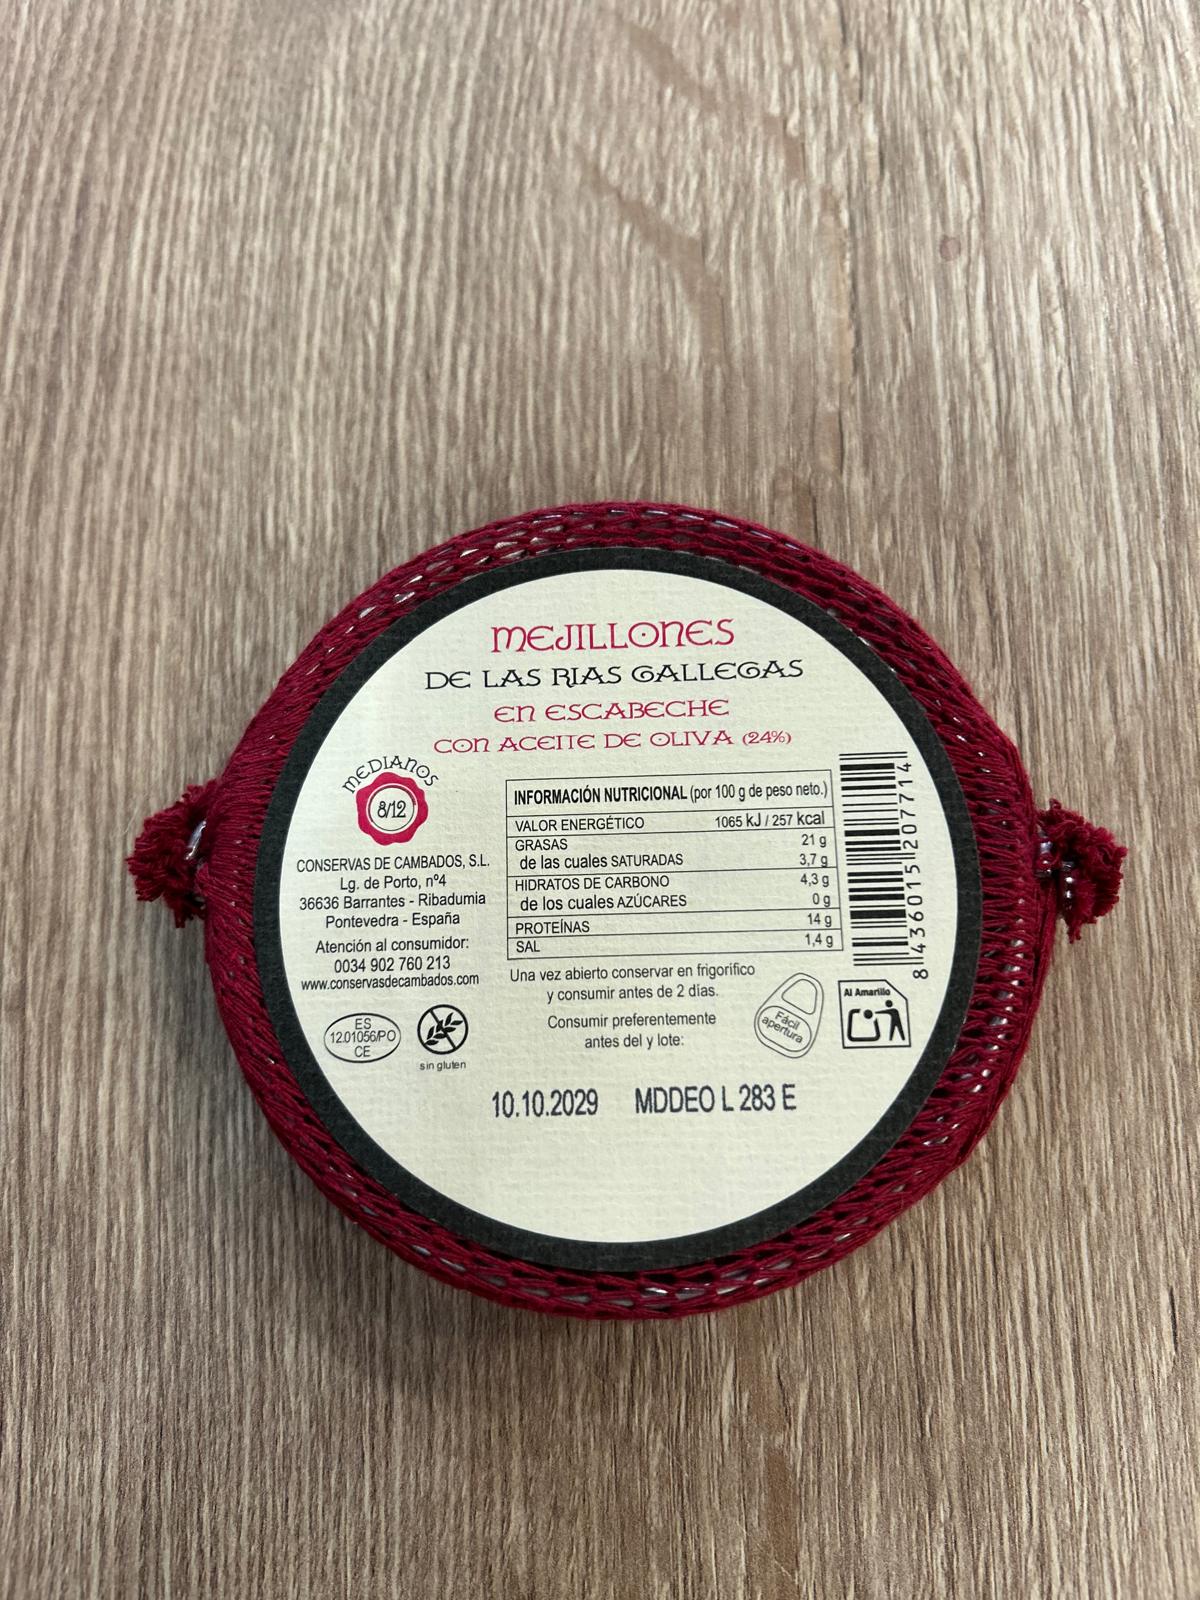 MEJILLONES
DE LAS RIAS GALLEGAS
EN ESCABECHE
CON ACEITE DE OLIVA (24%)
MEDIANOS
8/12
CONSERVAS DE CAMBADOS, S.L.
Lg. de Porto, nº4
36636 Barrantes - Ribadumia
Pontevedra - España
Atención al consumidor:
0034 902 760 213
www.conservasdecambados.com
ES
12.01056/PO
CE
sin gluten
INFORMACIÓN NUTRICIONAL (por 100 g de peso neto.)
VALOR ENERGÉTICO 1065 kJ / 257 kcal
GRASAS 21 g
de las cuales SATURADAS 3,7 g
HIDRATOS DE CARBONO 4,3 g
de los cuales AZÚCARES 0 g
PROTEÍNAS 14 g
SAL 1,4 g
Una vez abierto conservar en frigorífico
y consumir antes de 2 días.
Consumir preferentemente
antes del y lote:
Fácil
apertura
Al Amarillo
8 436015 207714
10.10.2029 MDDEO L 283 E